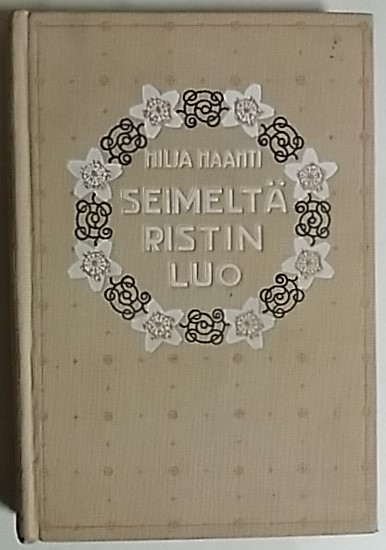 HILJA HAAHTI
SEIMELTÄ
RISTIN
LUO